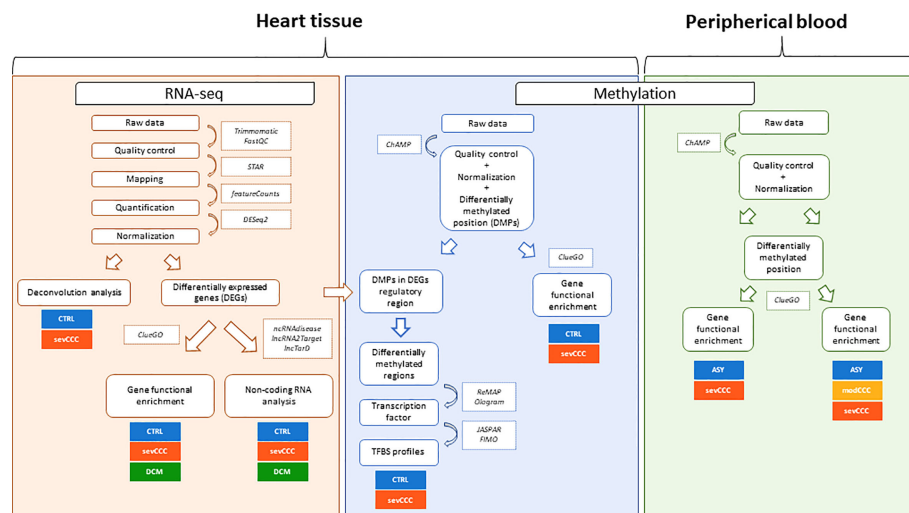 Heart tissue
Peripherical blood
RNA-seq
Raw data
Trimmomatic
FastQC
Quality control
STAR
Mapping
featureCounts
Quantification
DESeq2
Normalization
Deconvolution analysis
CTRL
sevCCC
Differentially expressed
genes (DEGs)
ClueGO
ncRNAdisease
lncRNA2Target
lncTarD
Gene functional
enrichment
CTRL
sevCCC
DCM
Non-coding RNA
analysis
CTRL
sevCCC
DCM
Methylation
Raw data
ChAMP
Quality control
+
Normalization
+
Differentially
methylated
position (DMPs)
DMPs in DEGs
regulatory
region
ClueGO
Gene
functional
enrichment
CTRL
sevCCC
Differentially
methylated
regions
ReMAP
Ologram
Transcription
factor
JASPAR
FIMO
TFBS profiles
CTRL
sevCCC
Raw data
ChAMP
Quality control
+
Normalization
Differentially
methylated
position
ClueGO
Gene
functional
enrichment
ASY
sevCCC
Gene
functional
enrichment
ASY
modCCC
sevCCC